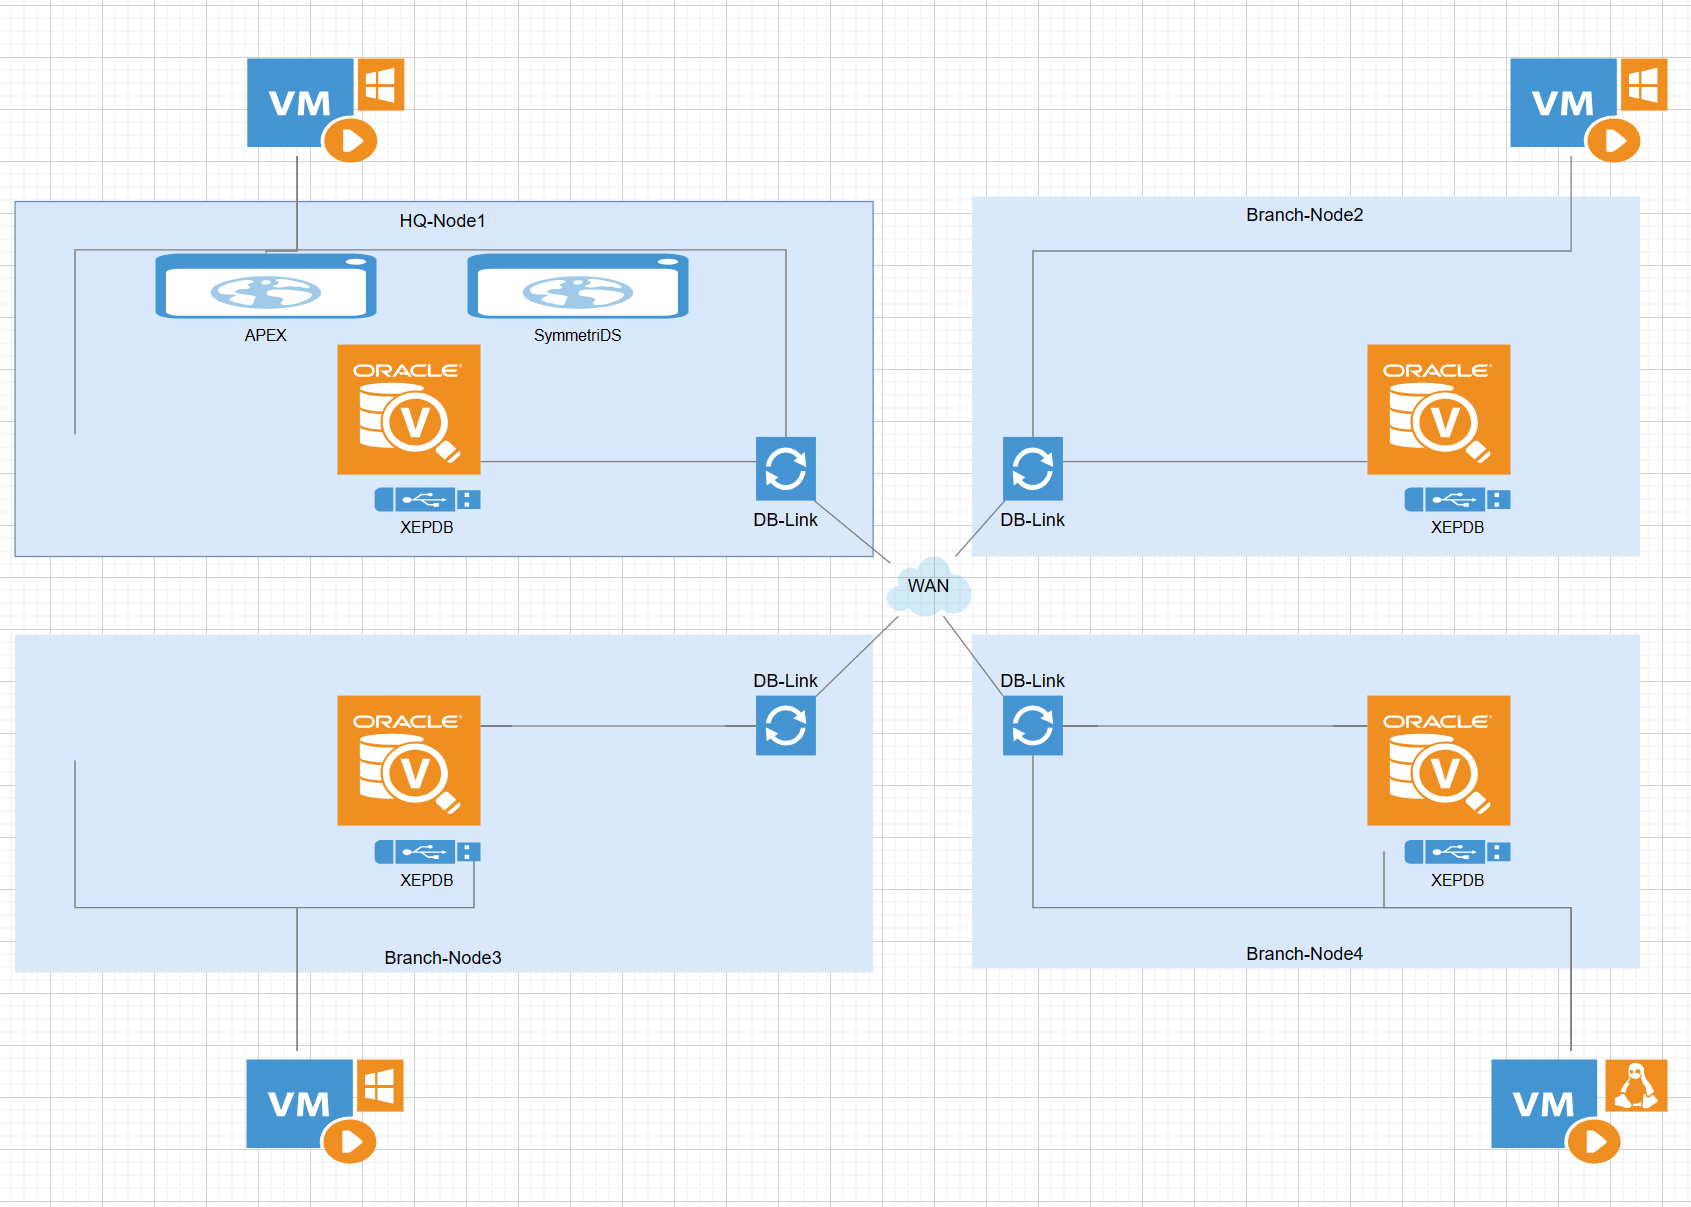 VM
VM
HQ-Node1
Branch-Node2
APEX
SymmetriDS
ORACLE
V
ORACLE
V
XEPDB
XEPDB
DB-Link
DB-Link
WAN
DB-Link
DB-Link
ORACLE
V
ORACLE
V
XEPDB
XEPDB
Branch-Node3
Branch-Node4
VM
VM